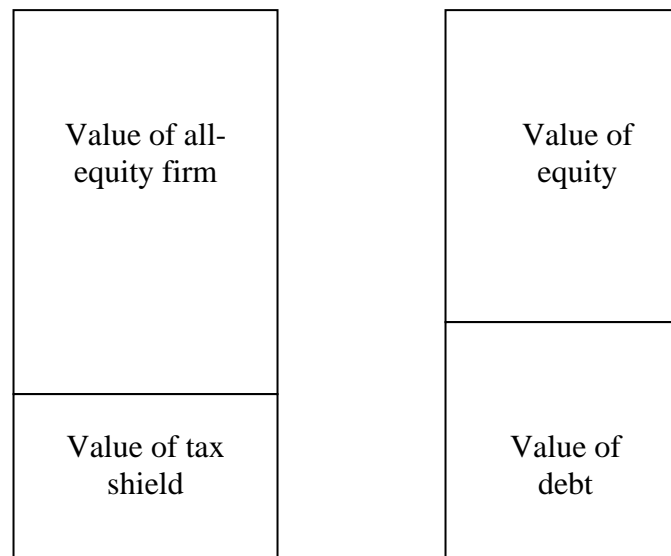 Value of all-
equity firm
Value of
equity
Value of tax
shield
Value of
debt